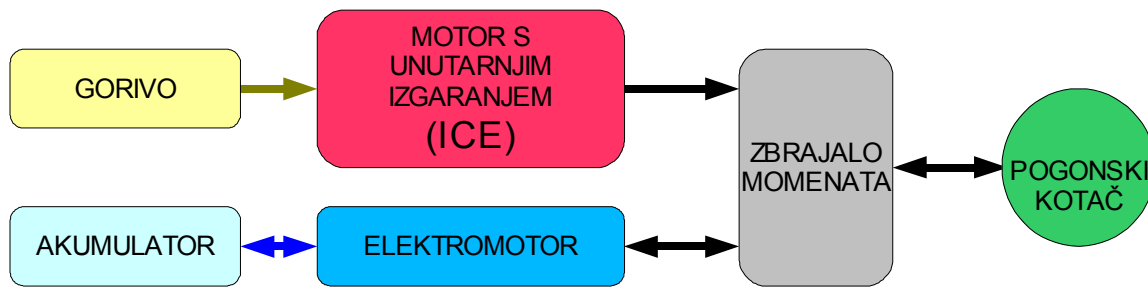 GORIVO
MOTOR S
UNUTARNJIM
IZGARANJEM
(ICE)
ZBRAJALO
MOMENATA
POGONSKI
KOTAČ
AKUMULATOR
ELEKTROMOTOR